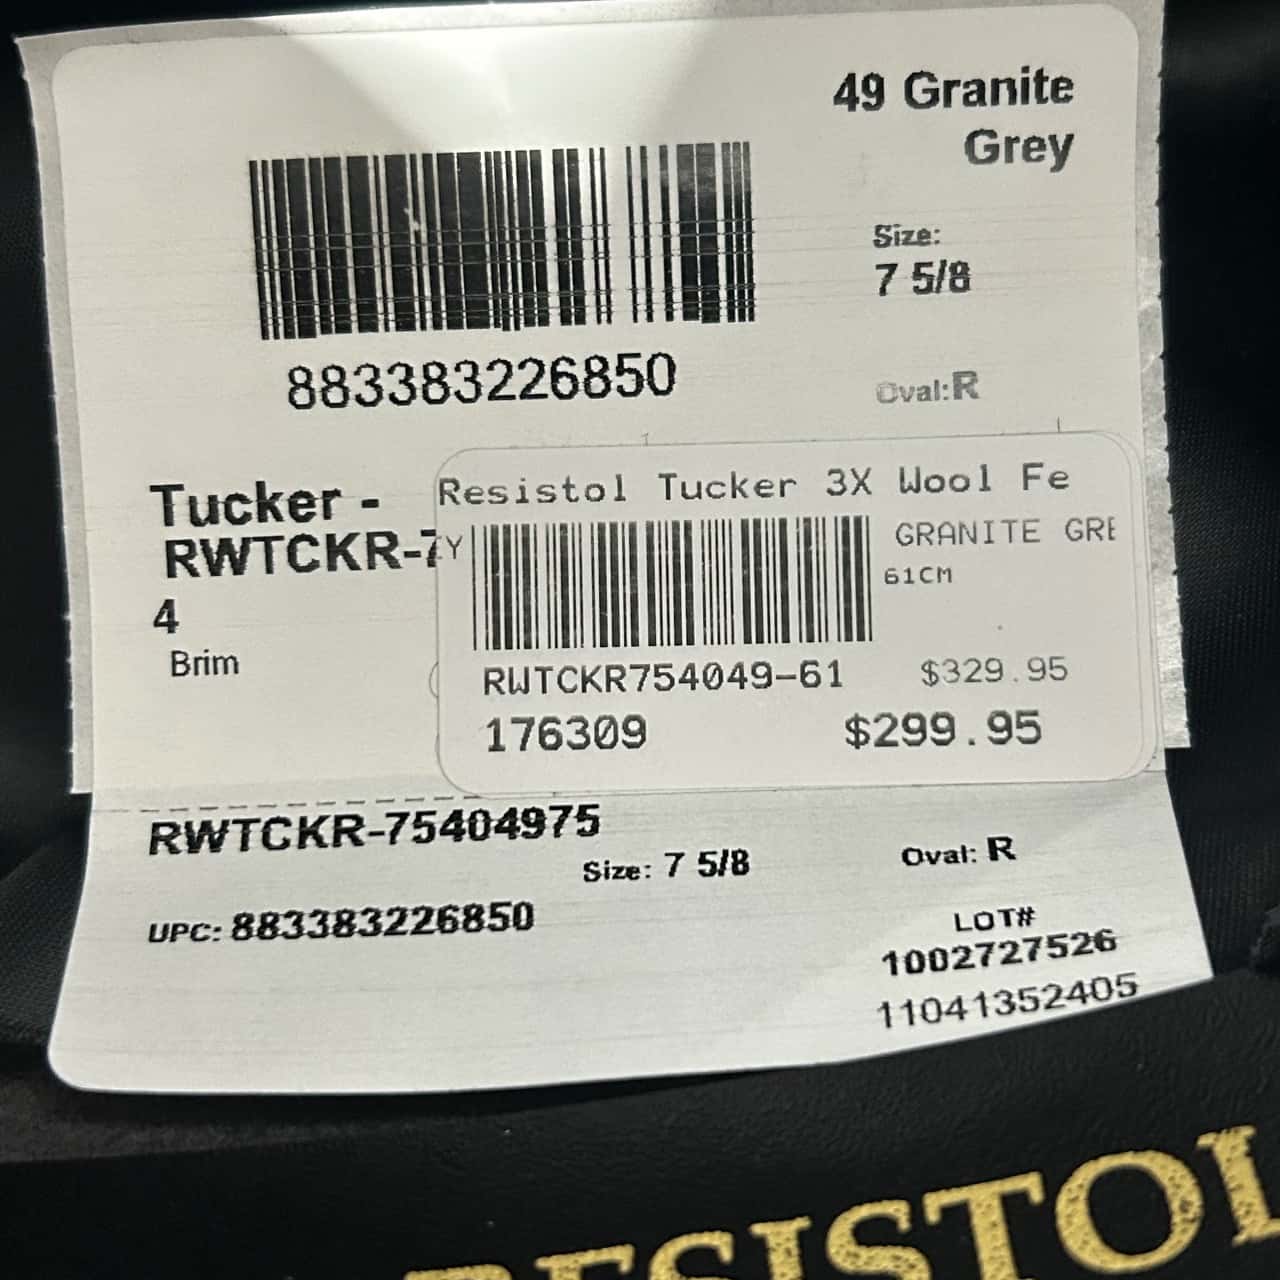 49 Granite
Grey
Size:
7 5/8
883383226850
Oval:R
Tucker -
RWTCKR-7
4
Brim
Resistol Tucker 3X Wool Fe
Y
GRANITE GRE
61CM
RWTCKR754049-61
$329.95
176309
$299.95
RWTCKR-75404975
Size: 7 5/8
Oval: R
UPC: 883383226850
LOT#
1002727526
11041352405
RESISTOL